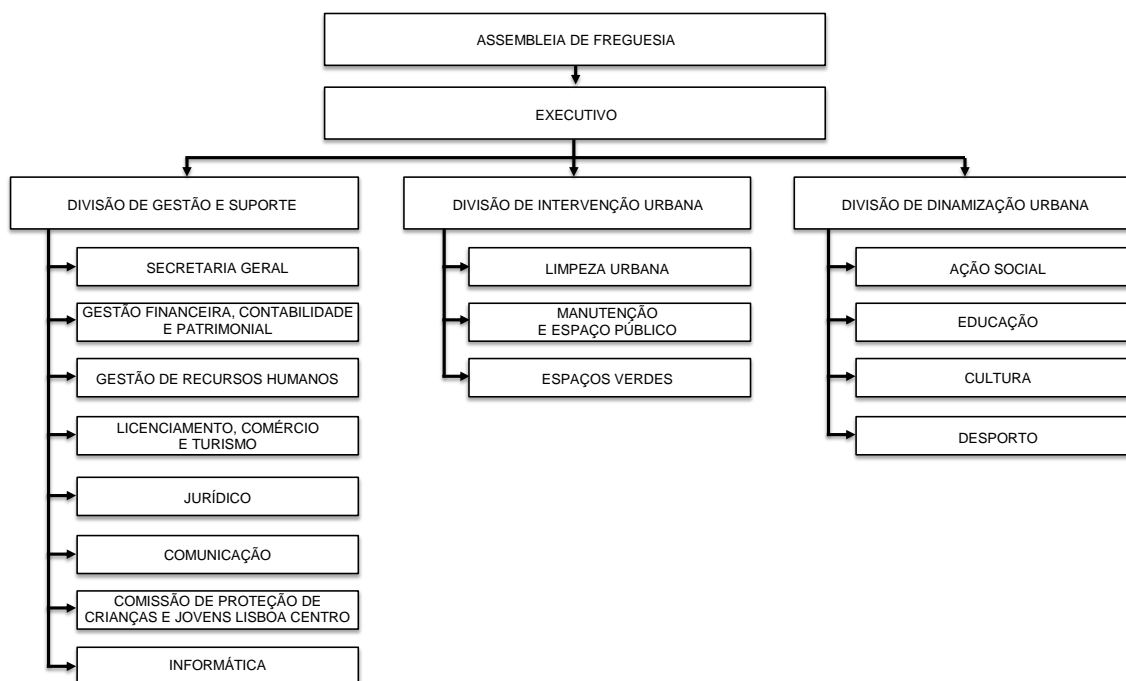 ASSEMBLEIA DE FREGUESIA
EXECUTIVO
DIVISÃO DE GESTÃO E SUPORTE
SECRETARIA GERAL
GESTÃO FINANCEIRA, CONTABILIDADE
E PATRIMONIAL
GESTÃO DE RECURSOS HUMANOS
LICENCIAMENTO, COMÉRCIO
E TURISMO
JURÍDICO
COMUNICAÇÃO
COMISSÃO DE PROTEÇÃO DE
CRIANÇAS E JOVENS LISBOA CENTRO
INFORMÁTICA
DIVISÃO DE INTERVENÇÃO URBANA
LIMPEZA URBANA
MANUTENÇÃO
E ESPAÇO PÚBLICO
ESPAÇOS VERDES
DIVISÃO DE DINAMIZAÇÃO URBANA
AÇÃO SOCIAL
EDUCAÇÃO
CULTURA
DESPORTO